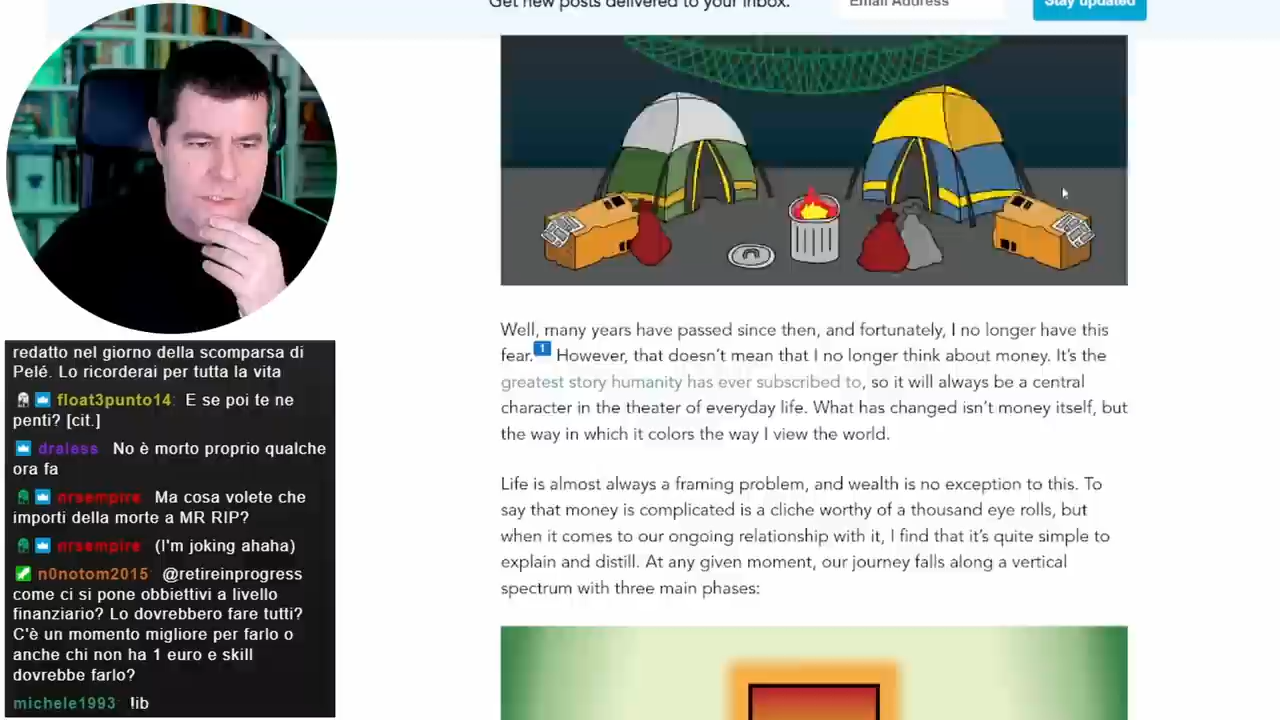 Get new posts delivered to your inbox.
Email Address
Stay updated
redatto nel giorno della scomparsa di
Pelé. Lo ricorderai per tutta la vita
float3punto14: E se poi te ne
penti? [cit.]
draless No è morto proprio qualche
ora fa
nrsempire Ma cosa volete che
importi della morte a MR RIP?
nrsempire (I'm joking ahaha)
n0notom2015 @retireinprogress
come ci si pone obbiettivi a livello
finanziario? Lo dovrebbero fare tutti?
C'è un momento migliore per farlo o
anche chi non ha 1 euro e skill
dovrebbe farlo?
michele1993 !lib
Well, many years have passed since then, and fortunately, I no longer have this
fear. 1 However, that doesn't mean that I no longer think about money. It's the
greatest story humanity has ever subscribed to, so it will always be a central
character in the theater of everyday life. What has changed isn't money itself, but
the way in which it colors the way I view the world.
Life is almost always a framing problem, and wealth is no exception to this. To
say that money is complicated is a cliche worthy of a thousand eye rolls, but
when it comes to our ongoing relationship with it, I find that it's quite simple to
explain and distill. At any given moment, our journey falls along a vertical
spectrum with three main phases: